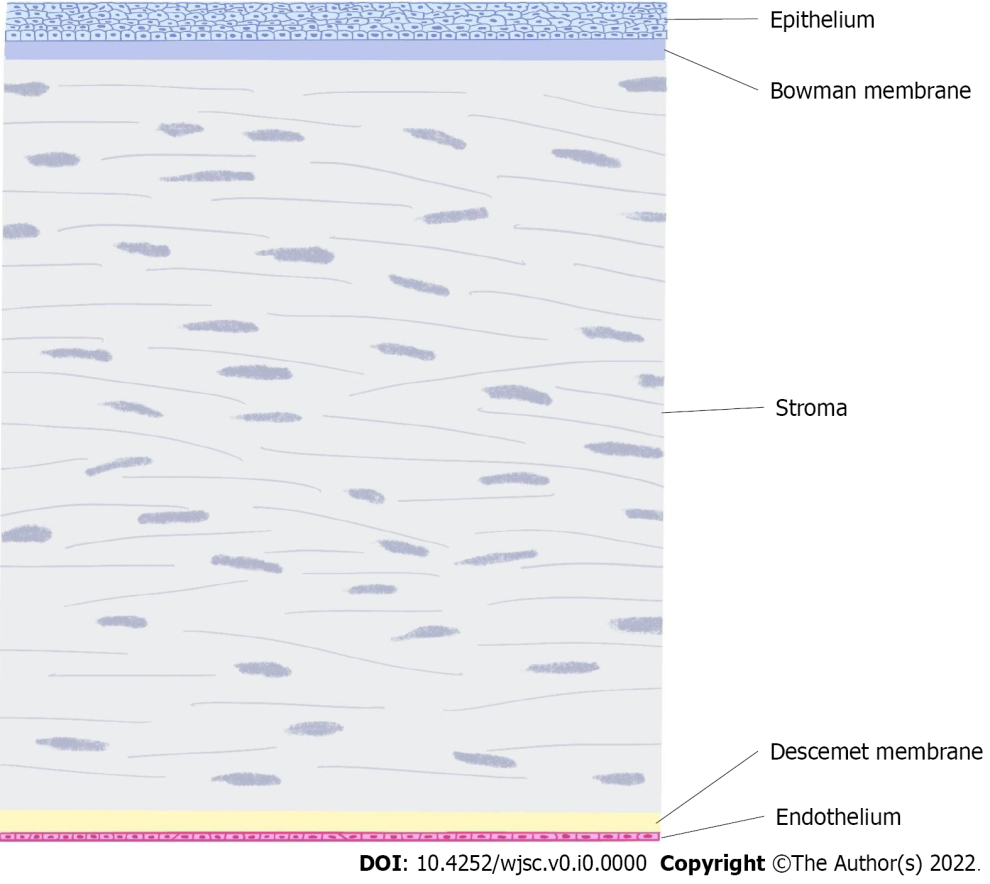 Epithelium
Bowman membrane
Stroma
Descemet membrane
Endothelium
DOI: 10.4252/wjsc.v0.i0.0000 Copyright ©The Author(s) 2022.